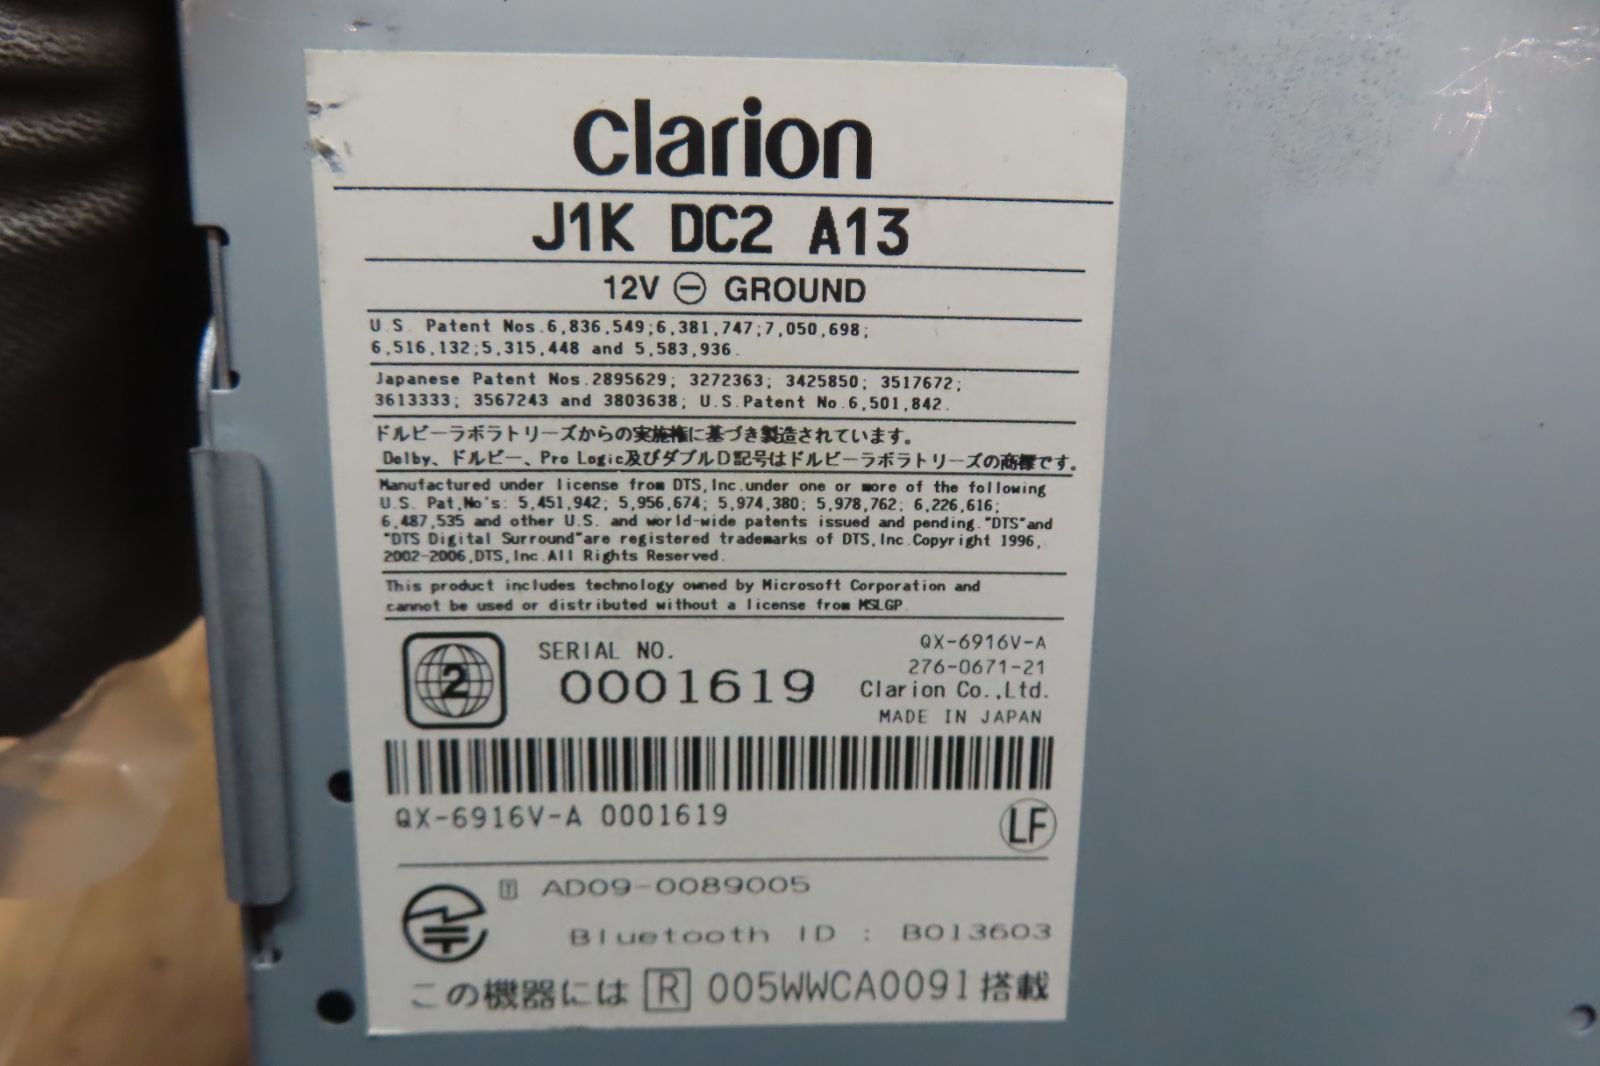 clarion
J1K DC2 A13
12V ⊖ GROUND
U.S. Patent Nos.6,836,549;6,381,747;7,050,698;
6,516,132;5,315,448 and 5,583,936.
Japanese Patent Nos.2895629; 3272363; 3425850; 3517672;
3613333; 3567243 and 3803638; U.S.Patent No.6,501,842.
ドルビーラボラトリーズからの実施権に基づき製造されています。
Dolby、ドルビー、Pro Logic及びダブルD記号はドルビーラボラトリーズの商標です。
Manufactured under license from DTS,Inc.under one or more of the following
U.S. Pat,No's: 5,451,942; 5,956,674; 5,974,380; 5,978,762; 6,226,616;
6,487,535 and other U.S. and world-wide patents issued and pending."DTS"and
"DTS Digital Surround"are registered trademarks of DTS,Inc.Copyright 1996,
2002-2006,DTS,Inc.All Rights Reserved.
This product includes technology owned by Microsoft Corporation and
cannot be used or distributed without a license from MSLGP.
2
SERIAL NO.
0001619
QX-6916V-A
276-0671-21
Clarion Co.,Ltd.
MADE IN JAPAN
QX-6916V-A 0001619
LF
T AD09-0089005
Bluetooth ID : B013603
この機器には R 005WWCA0091 搭載